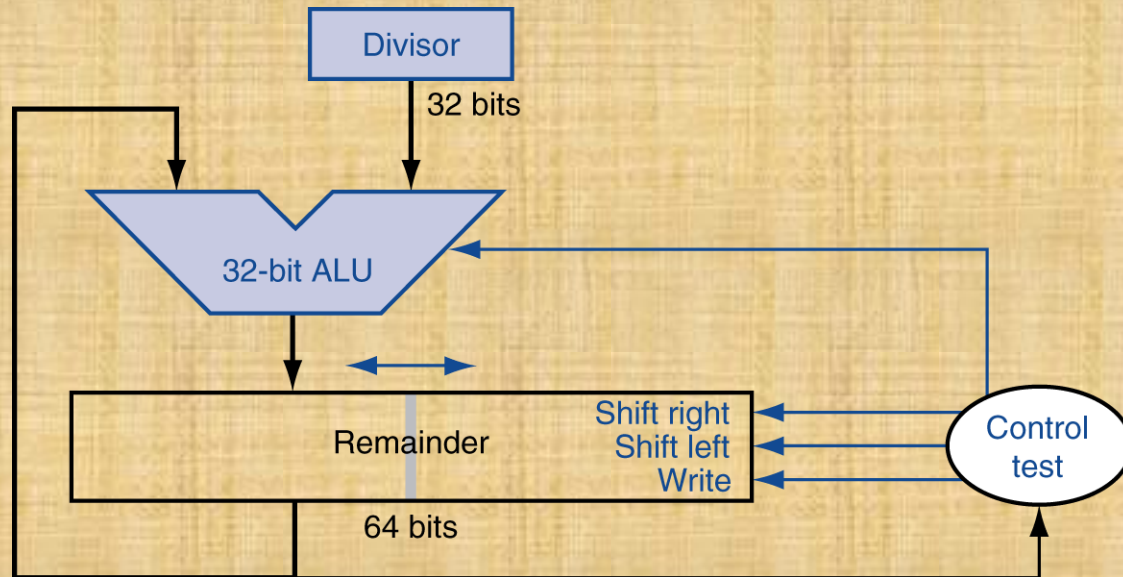 Divisor
32 bits
32-bit ALU
Remainder
Shift right
Shift left
Write
Control
test
64 bits